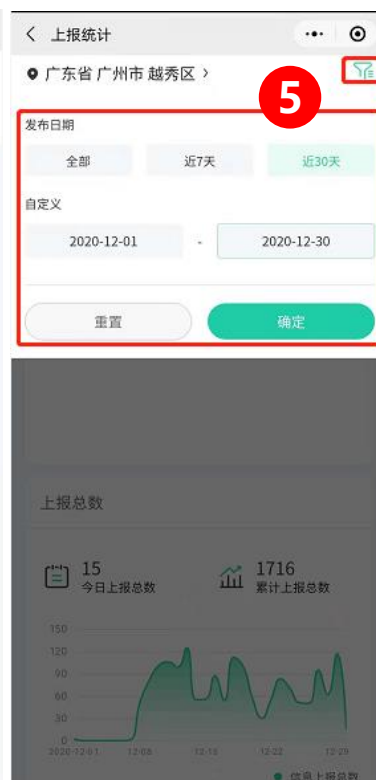 上报统计
广东省 广州市 越秀区
5
发布日期
全部 近7天 近30天
自定义
2020-12-01 - 2020-12-30
重置 确定
上报总数
15 1716
今日上报总数 累计上报总数
150
120
90
60
30
0
2020-12-01 12-08 12-15 12-22 12-29
信息上报总数